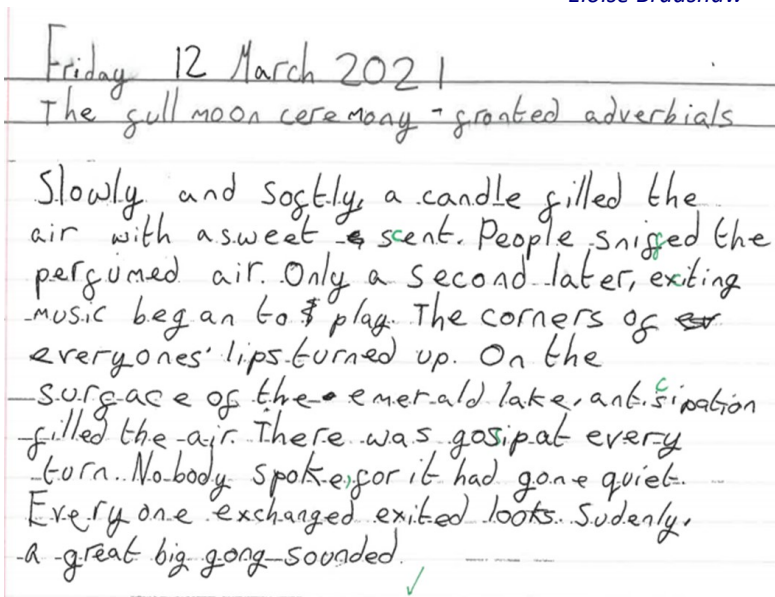 Eloise Bradshaw
Friday 12 March 2021
The full moon ceremony - fronted adverbials
Slowly and softly, a candle filled the
air with a sweet scent. People sniffed the
perfumed air. Only a second later, exiting
music began to play. The corners of
everyones' lips turned up. On the
surface of the emerald lake, anticipation
filled the air. There was gosip at every
turn. Nobody spoke, for it had gone quiet.
Everyone exchanged exited looks. Sudenly,
a great big gong sounded.